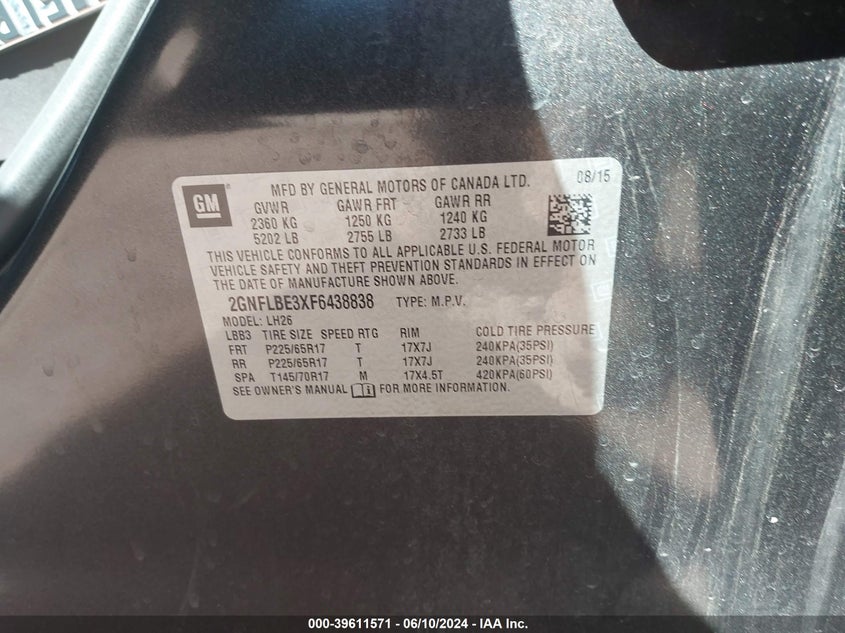 GM
MFD BY GENERAL MOTORS OF CANADA LTD. 08/15
GVWR GAWR FRT GAWR RR
2360 KG 1250 KG 1240 KG
5202 LB 2755 LB 2733 LB
THIS VEHICLE CONFORMS TO ALL APPLICABLE U.S. FEDERAL MOTOR
VEHICLE SAFETY AND THEFT PREVENTION STANDARDS IN EFFECT ON
THE DATE OF MANUFACTURE SHOWN ABOVE.
2GNFLBE3XF6438838 TYPE: M.P.V.
MODEL: LH26
LBB3 TIRE SIZE SPEED RTG RIM COLD TIRE PRESSURE
FRT P225/65R17 T 17X7J 240KPA(35PSI)
RR P225/65R17 T 17X7J 240KPA(35PSI)
SPA T145/70R17 M 17X4.5T 420KPA(60PSI)
SEE OWNER'S MANUAL FOR MORE INFORMATION.
000-39611571 - 06/10/2024 - IAA Inc.